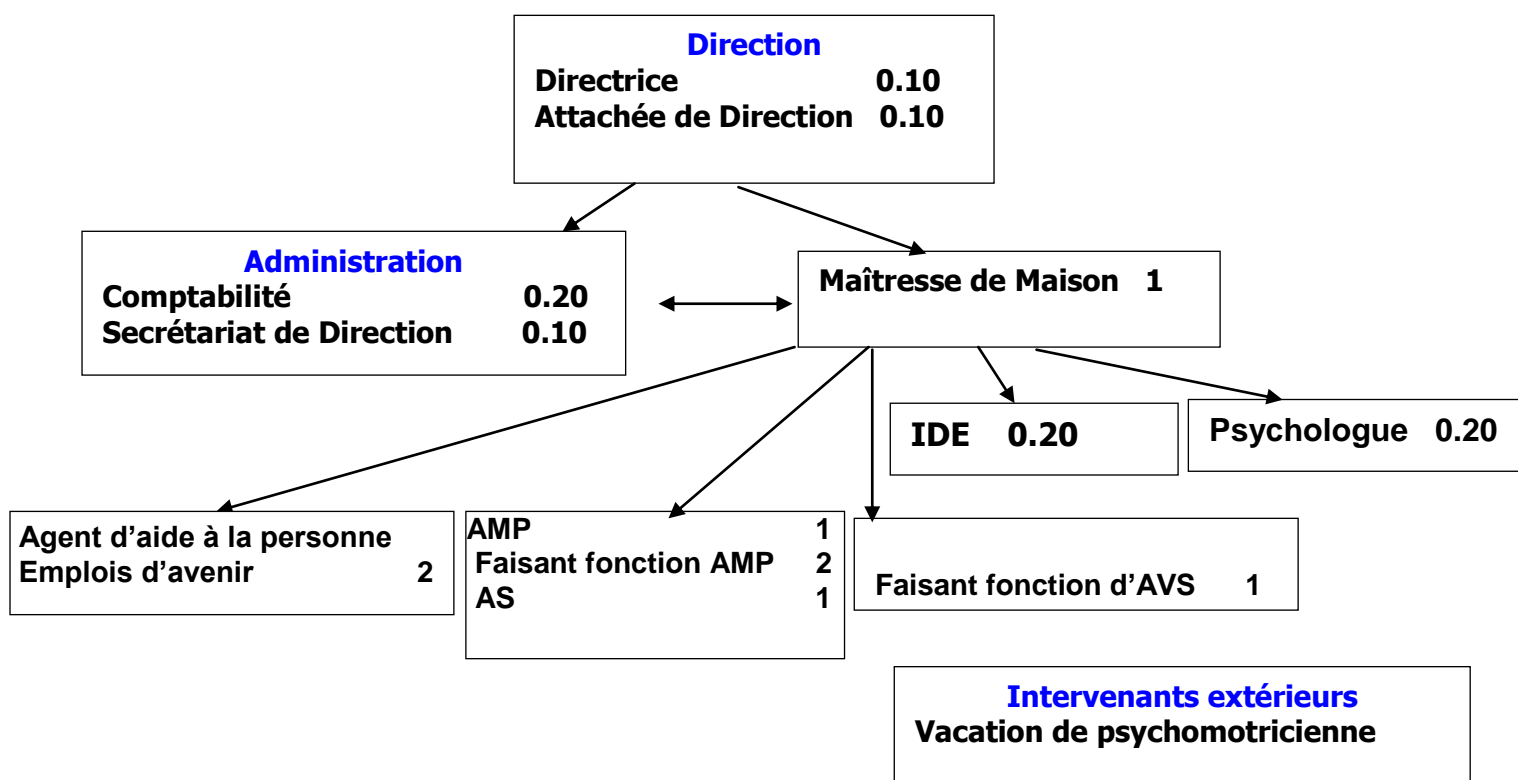 Direction
Directrice 0.10
Attachée de Direction 0.10
Administration
Comptabilité 0.20
Secrétariat de Direction 0.10
Maîtresse de Maison 1
IDE 0.20
Psychologue 0.20
Agent d’aide à la personne
Emplois d’avenir 2
AMP 1
Faisant fonction AMP 2
AS 1
Faisant fonction d’AVS 1
Intervenants extérieurs
Vacation de psychomotricienne